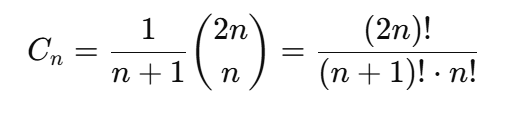 C_n = \frac{1}{n+1} \binom{2n}{n} = \frac{(2n)!}{(n+1)! \cdot n!}